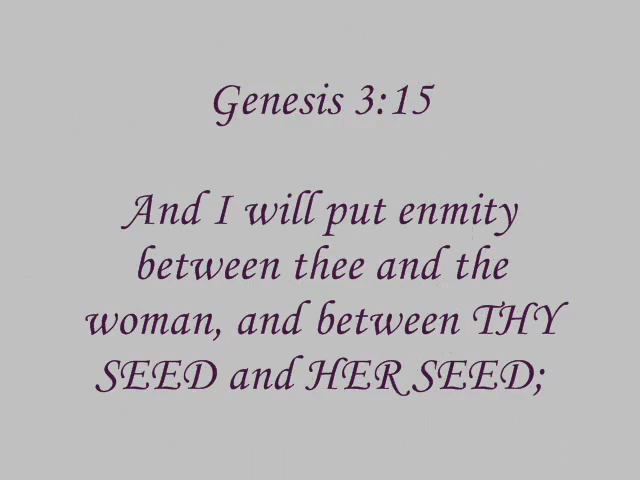 Genesis 3:15
And I will put enmity
between thee and the
woman, and between THY
SEED and HER SEED;